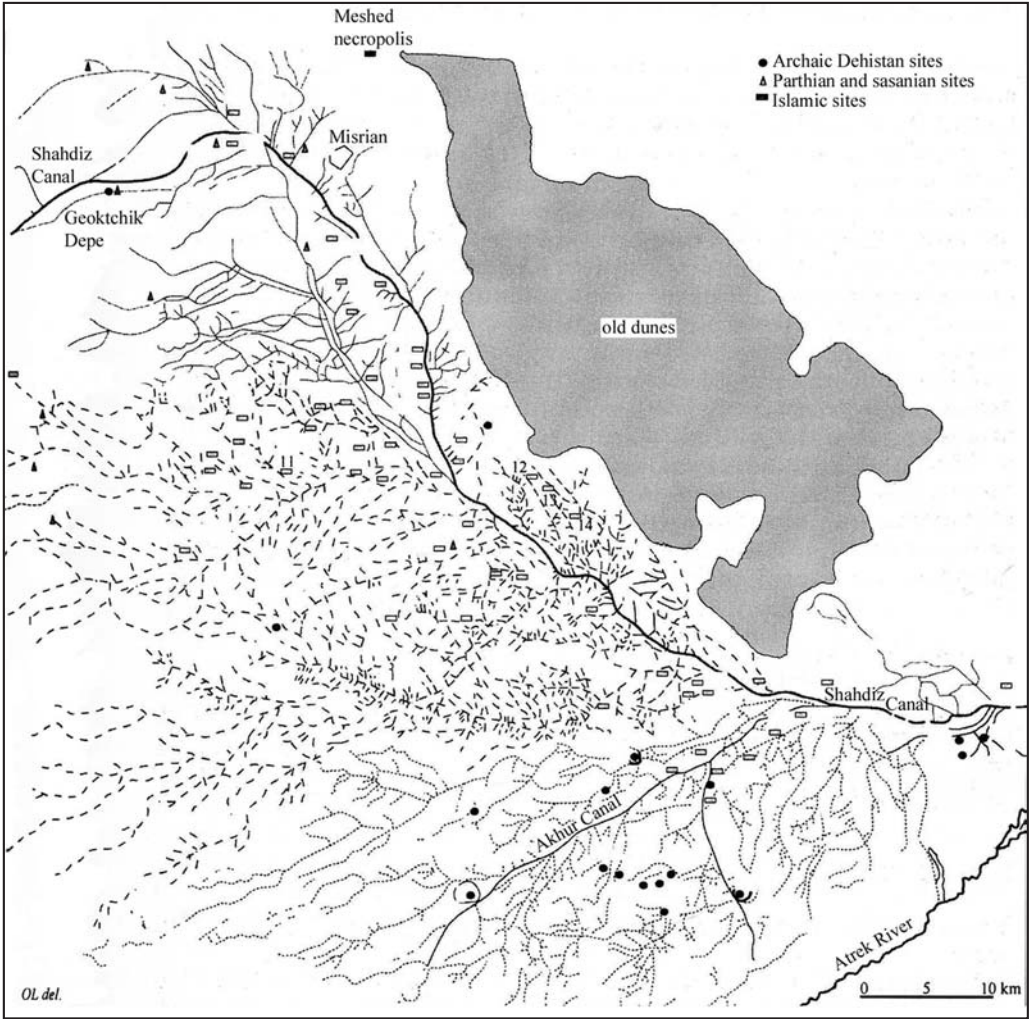 Meshed
necropolis
Archaic Dehistan sites
Parthian and sasanian sites
Islamic sites
Misrian
Shahdiz
Canal
Geoktchik
Depe
old dunes
11
12
13
14
Shahdiz
Canal
Akhur Canal
Atrek River
OL del.
0 5 10 km